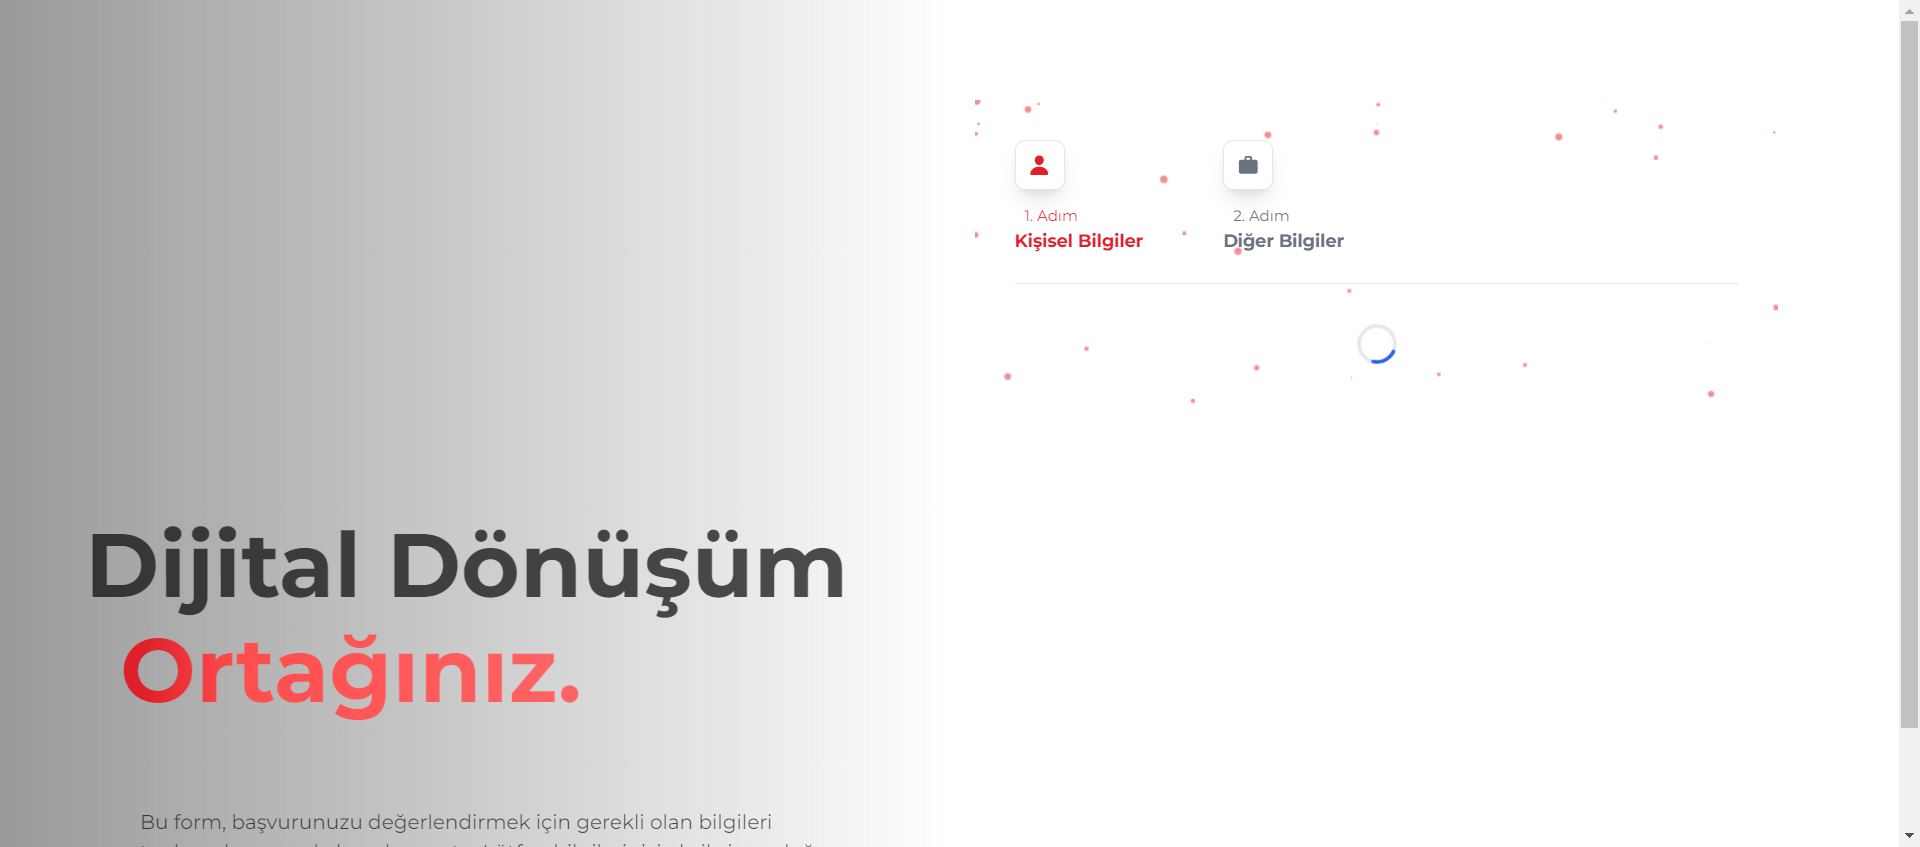 1. Adım
Kişisel Bilgiler
2. Adım
Diğer Bilgiler
Dijital Dönüşüm
Ortağınız.
Bu form, başvurunuzu değerlendirmek için gerekli olan bilgileri